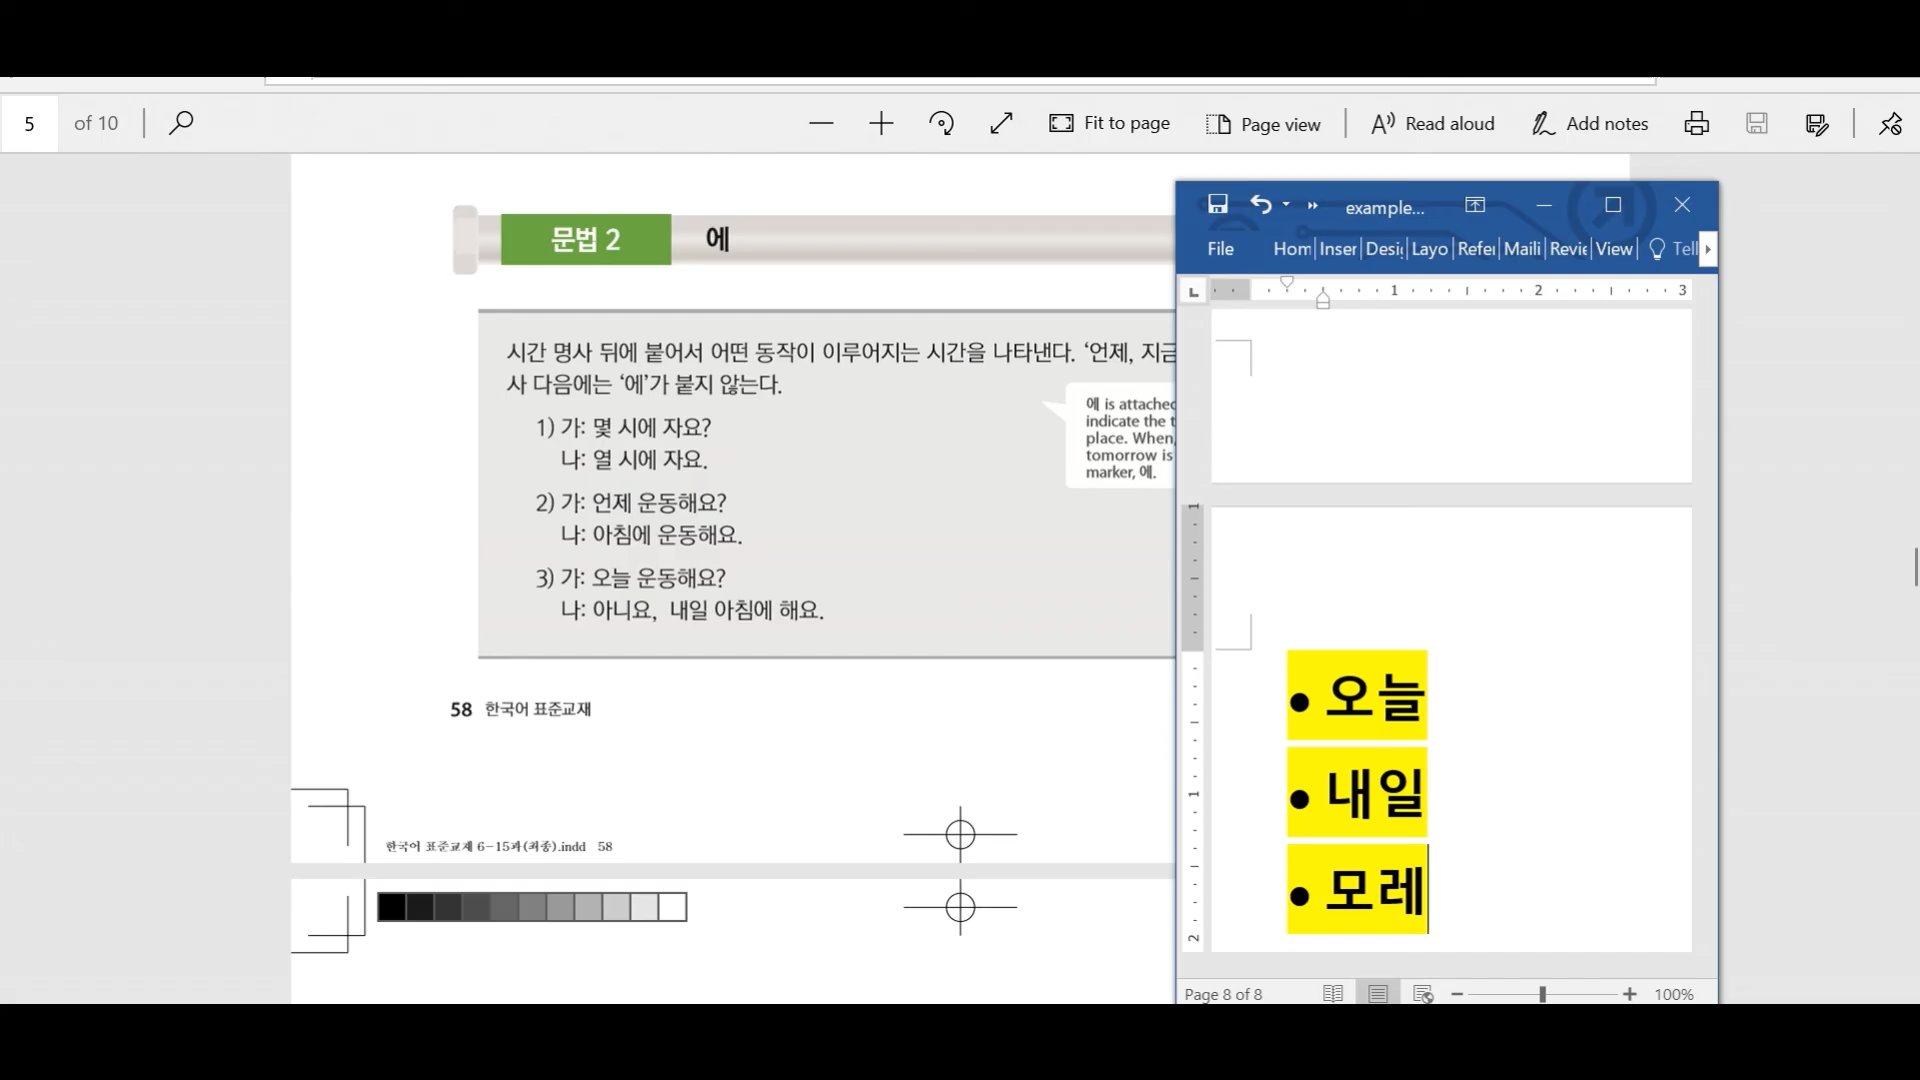 5 of 10
Fit to page
Page view
Read aloud
Add notes
문법 2 에
시간 명사 뒤에 붙어서 어떤 동작이 이루어지는 시간을 나타낸다. ‘언제, 지금
사 다음에는 ‘에’가 붙지 않는다.
에 is attached
indicate the t
place. When,
tomorrow is
marker, 에.
1) 가: 몇 시에 자요?
나: 열 시에 자요.
2) 가: 언제 운동해요?
나: 아침에 운동해요.
3) 가: 오늘 운동해요?
나: 아니요, 내일 아침에 해요.
58 한국어 표준교재
한국어 표준교재 6-15과(최종).indd 58
example...
File Hom Inser Desi Layo Refer Maili Revie View Tell
L 1 2 3
1
1
2
• 오늘
• 내일
• 모레
Page 8 of 8 100%